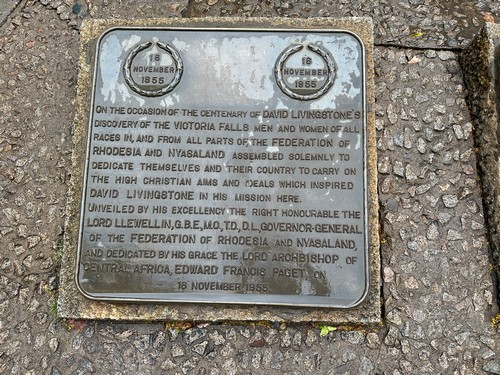 16 NOVEMBER 1855
16 NOVEMBER 1955
ON THE OCCASION OF THE CENTENARY OF DAVID LIVINGSTONE'S
DISCOVERY OF THE VICTORIA FALLS MEN AND WOMEN OF ALL
RACES IN, AND FROM ALL PARTS OF, THE FEDERATION OF
RHODESIA AND NYASALAND ASSEMBLED SOLEMNLY TO
DEDICATE THEMSELVES AND THEIR COUNTRY TO CARRY ON
THE HIGH CHRISTIAN AIMS AND IDEALS WHICH INSPIRED
DAVID LIVINGSTONE IN HIS MISSION HERE.
UNVEILED BY HIS EXCELLENCY THE RIGHT HONOURABLE THE
LORD LLEWELLIN, G.B.E., M.C., T.D., D.L., GOVERNOR-GENERAL
OF THE FEDERATION OF RHODESIA AND NYASALAND,
AND DEDICATED BY HIS GRACE THE LORD ARCHBISHOP OF
CENTRAL AFRICA, EDWARD FRANCIS PAGET, ON
16 NOVEMBER 1955.